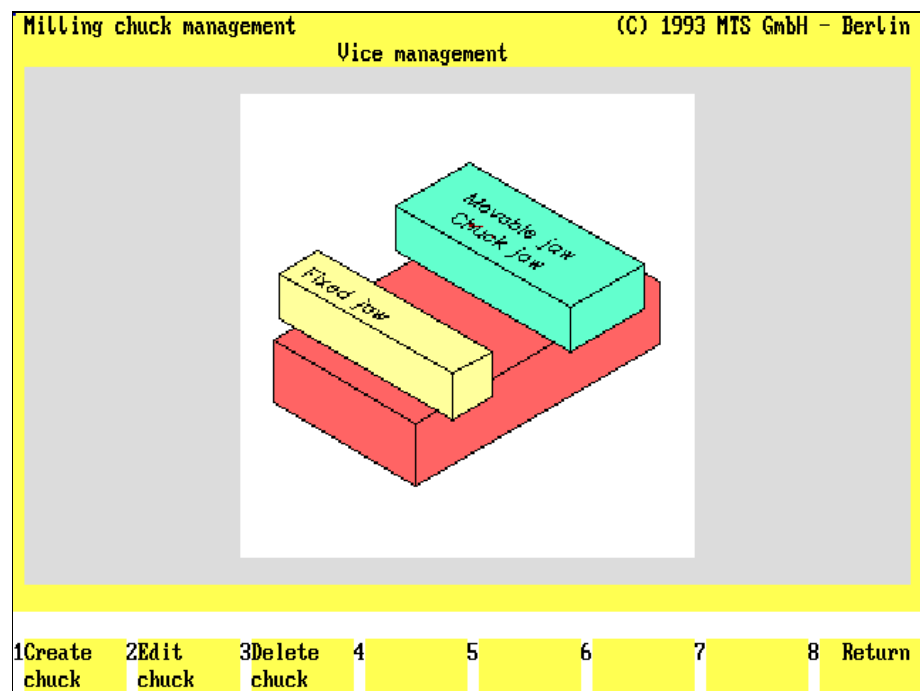 Milling chuck management (C) 1993 MTS GmbH - Berlin
Vice management
Movable jaw
Chuck jaw
Fixed jaw
1Create 2Edit 3Delete 4 5 6 7 8 Return
chuck chuck chuck